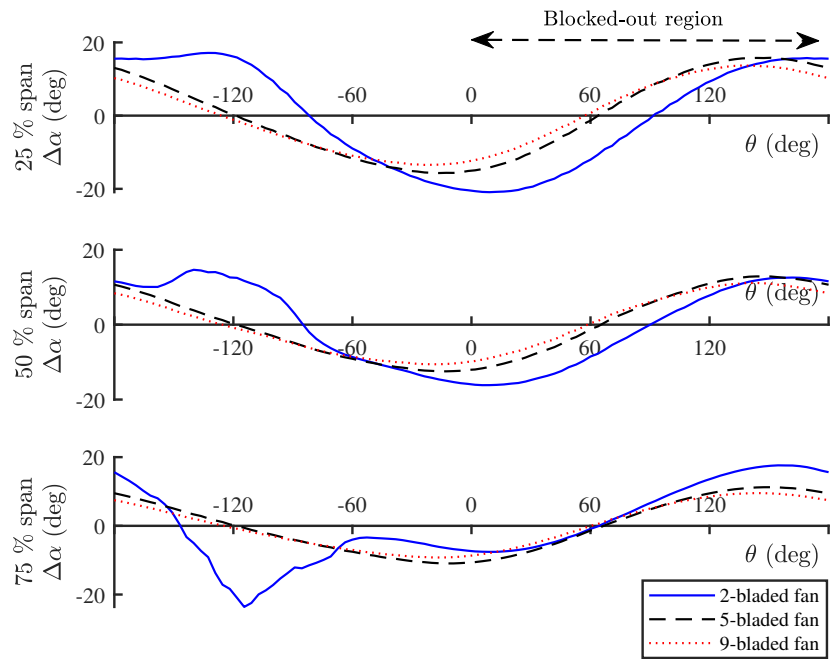 Blocked-out region
25 % span
Δα (deg)
20
0
-20
-120 -60 0 60 120
θ (deg)
50 % span
Δα (deg)
20
0
-20
-120 -60 0 60 120
θ (deg)
75 % span
Δα (deg)
20
0
-20
-120 -60 0 60 120
θ (deg)
2-bladed fan
5-bladed fan
9-bladed fan